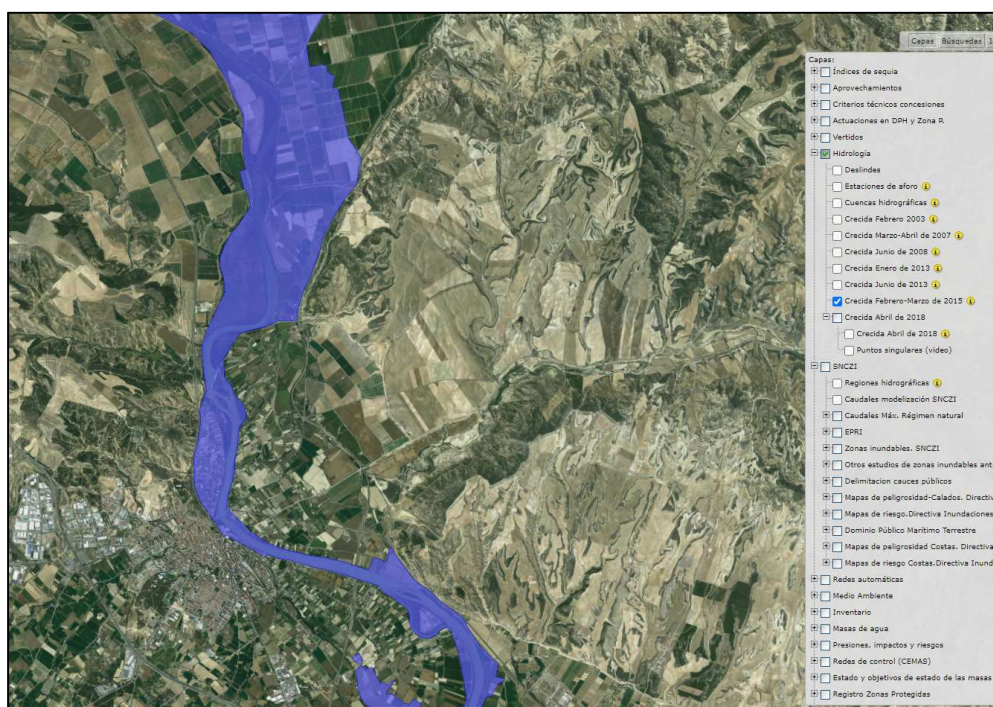 Capas Búsquedas
Capas:
Índices de sequia
Aprovechamientos
Criterios técnicos concesiones
Actuaciones en DPH y Zona P.
Vertidos
Hidrología
Deslindes
Estaciones de aforo
Cuencas hidrográficas
Crecida Febrero 2003
Crecida Marzo-Abril de 2007
Crecida Junio de 2008
Crecida Enero de 2013
Crecida Junio de 2013
Crecida Febrero-Marzo de 2015
Crecida Abril de 2018
Crecida Abril de 2018
Puntos singulares (vídeo)
SNCZI
Regiones hidrográficas
Caudales modelización SNCZI
Caudales Máx. Régimen natural
EPRI
Zonas inundables. SNCZI
Otros estudios de zonas inundables ant
Delimitacion cauces públicos
Mapas de peligrosidad-Calados. Directiv
Mapas de riesgo.Directiva Inundaciones
Dominio Público Marítimo Terrestre
Mapas de peligrosidad Costas. Directiva
Mapas de riesgo Costas.Directiva Inund
Redes automáticas
Medio Ambiente
Inventario
Masas de agua
Presiones, impactos y riesgos
Redes de control (CEMAS)
Estado y objetivos de estado de las masas
Registro Zonas Protegidas